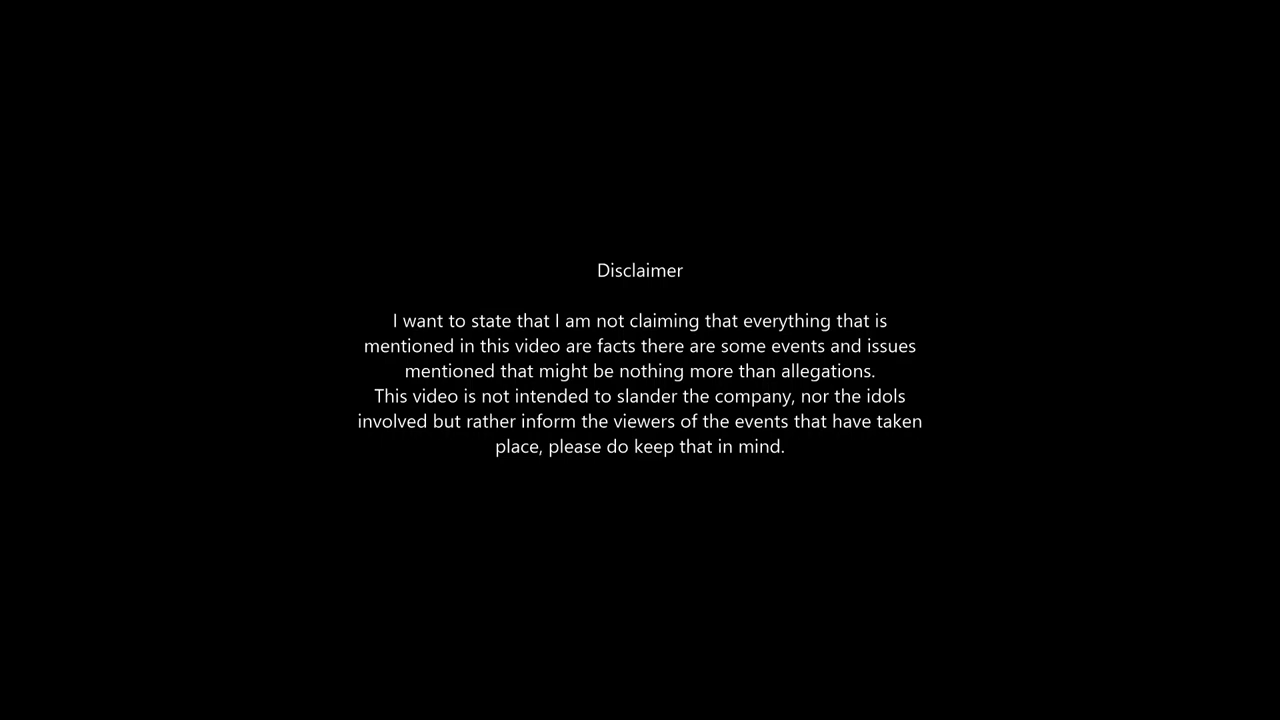 Disclaimer
I want to state that I am not claiming that everything that is
mentioned in this video are facts there are some events and issues
mentioned that might be nothing more than allegations.
This video is not intended to slander the company, nor the idols
involved but rather inform the viewers of the events that have taken
place, please do keep that in mind.